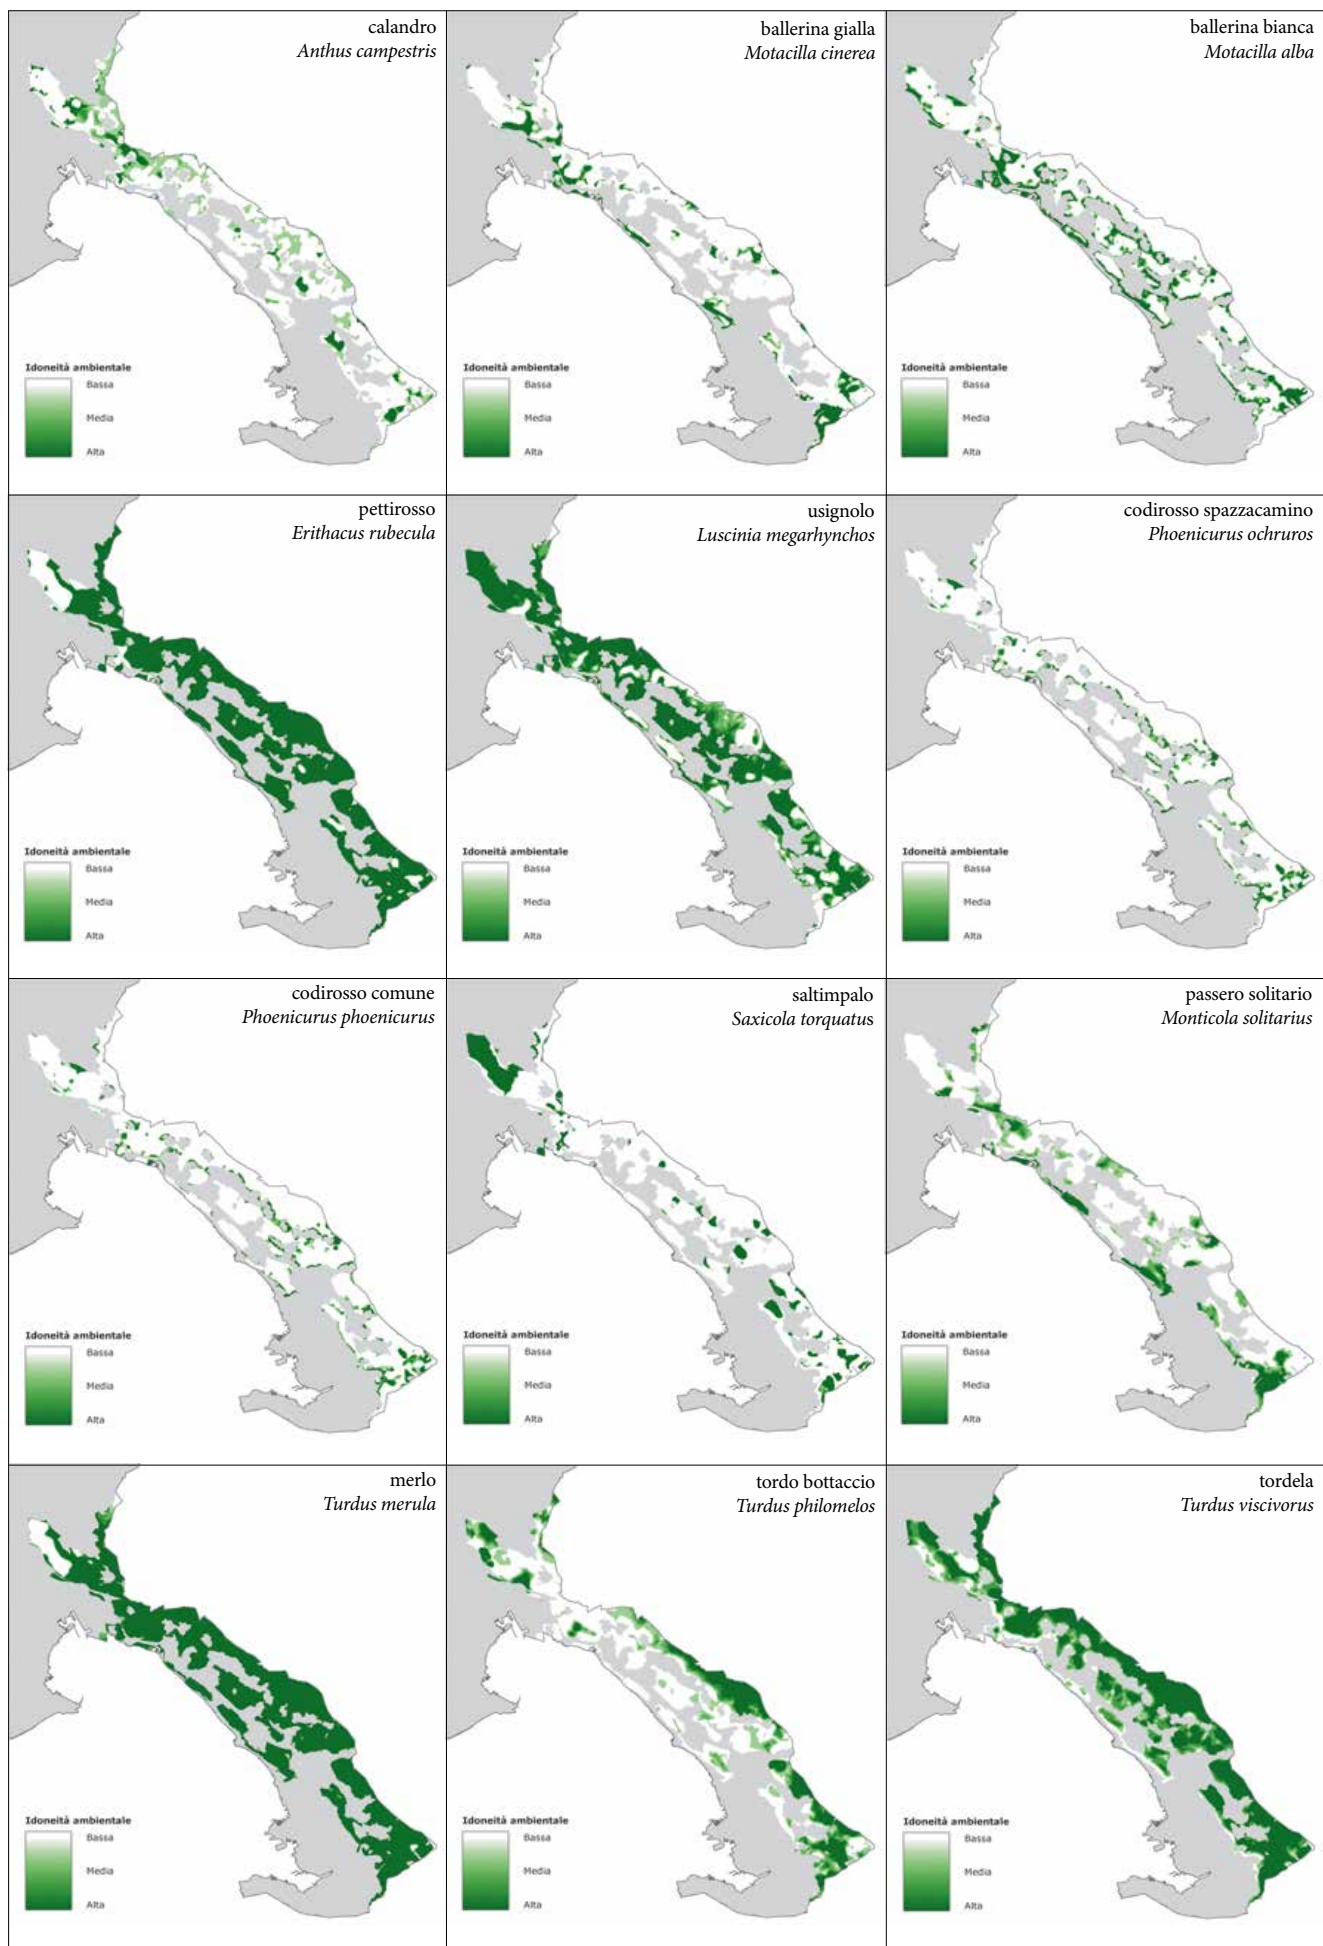 calandro
Anthus campestris
Idoneità ambientale
Bassa
Media
Alta
ballerina gialla
Motacilla cinerea
Idoneità ambientale
Bassa
Media
Alta
ballerina bianca
Motacilla alba
Idoneità ambientale
Bassa
Media
Alta
pettirosso
Erithacus rubecula
Idoneità ambientale
Bassa
Media
Alta
usignolo
Luscinia megarhynchos
Idoneità ambientale
Bassa
Media
Alta
codirosso spazzacamino
Phoenicurus ochruros
Idoneità ambientale
Bassa
Media
Alta
codirosso comune
Phoenicurus phoenicurus
Idoneità ambientale
Bassa
Media
Alta
saltimpalo
Saxicola torquatus
Idoneità ambientale
Bassa
Media
Alta
passero solitario
Monticola solitarius
Idoneità ambientale
Bassa
Media
Alta
merlo
Turdus merula
Idoneità ambientale
Bassa
Media
Alta
tordo bottaccio
Turdus philomelos
Idoneità ambientale
Bassa
Media
Alta
tordela
Turdus viscivorus
Idoneità ambientale
Bassa
Media
Alta